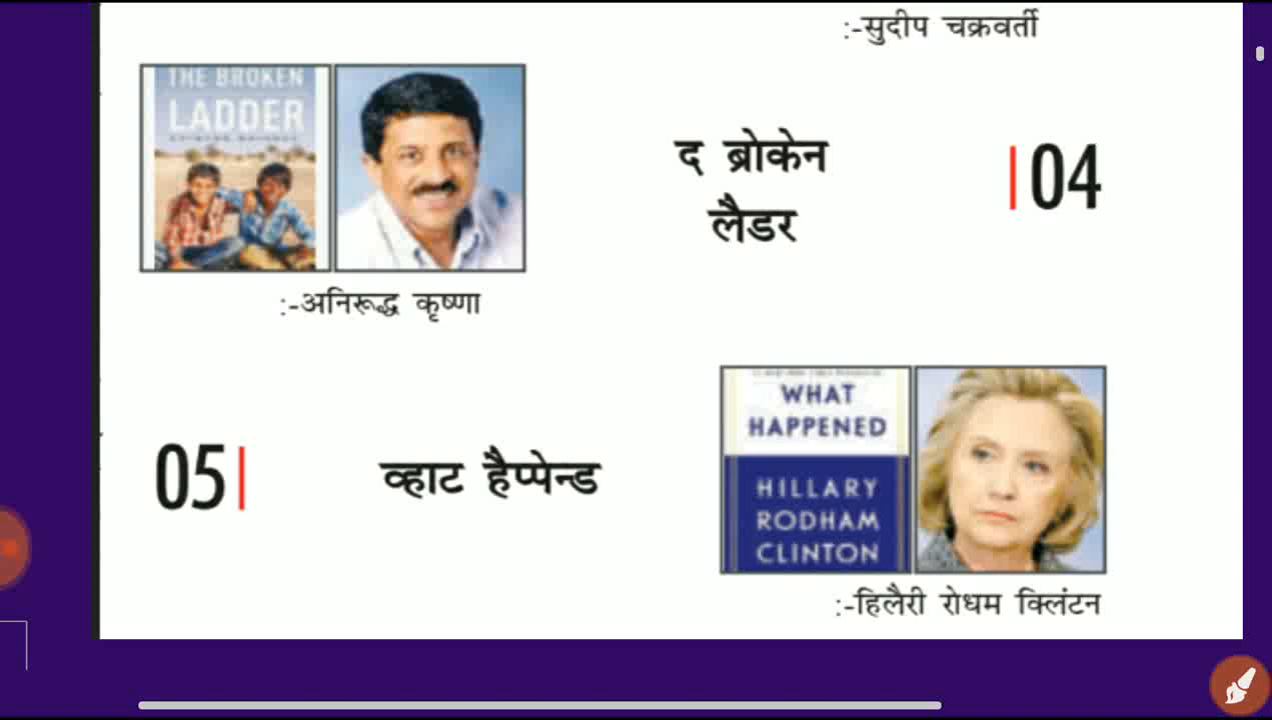 :-सुदीप चक्रवर्ती
THE BROKEN
LADDER
द ब्रोकेन
लैडर
|04
:-अनिरूद्ध कृष्णा
05|
व्हाट हैप्पेन्ड
WHAT
HAPPENED
HILLARY
RODHAM
CLINTON
:-हिलैरी रोधम क्लिंटन